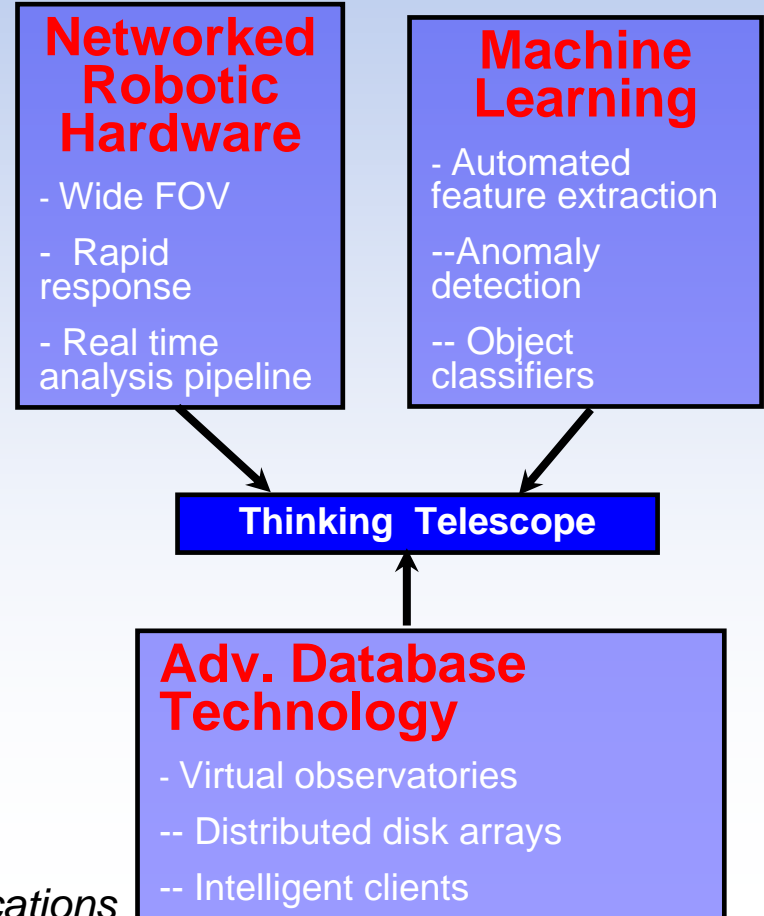 Networked
Robotic
Hardware
- Wide FOV
- Rapid
response
- Real time
analysis pipeline
Machine
Learning
- Automated
feature extraction
--Anomaly
detection
-- Object
classifiers
Thinking Telescope
Adv. Database
Technology
- Virtual observatories
-- Distributed disk arrays
-- Intelligent clients